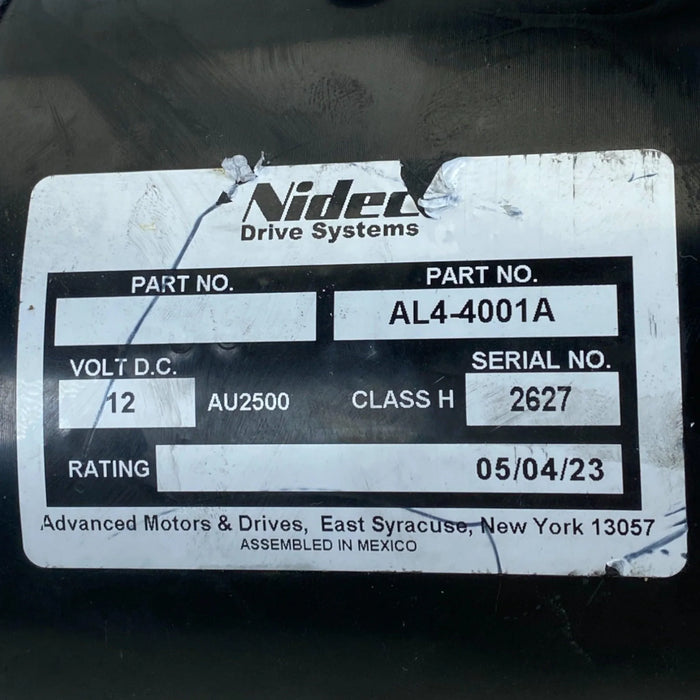 Nidec
Drive Systems
PART NO. PART NO.
AL4-4001A
VOLT D.C. SERIAL NO.
12 AU2500 CLASS H 2627
RATING 05/04/23
Advanced Motors & Drives, East Syracuse, New York 13057
ASSEMBLED IN MEXICO